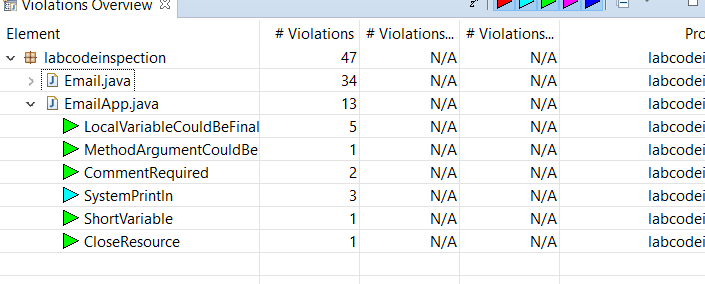 Violations Overview
Element # Violations # Violations... # Violations... Pro
labcodeinspection 47 N/A N/A labcodei
Email.java 34 N/A N/A labcodei
EmailApp.java 13 N/A N/A labcodei
LocalVariableCouldBeFinal 5 N/A N/A labcodei
MethodArgumentCouldBe 1 N/A N/A labcodei
CommentRequired 2 N/A N/A labcodei
SystemPrintln 3 N/A N/A labcodei
ShortVariable 1 N/A N/A labcodei
CloseResource 1 N/A N/A labcodei